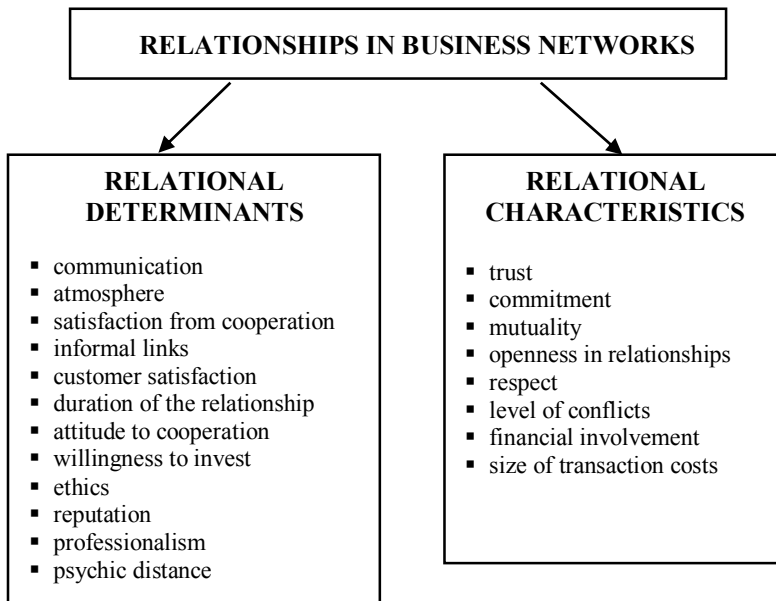 RELATIONSHIPS IN BUSINESS NETWORKS
RELATIONAL
DETERMINANTS
▪ communication
▪ atmosphere
▪ satisfaction from cooperation
▪ informal links
▪ customer satisfaction
▪ duration of the relationship
▪ attitude to cooperation
▪ willingness to invest
▪ ethics
▪ reputation
▪ professionalism
▪ psychic distance
RELATIONAL
CHARACTERISTICS
▪ trust
▪ commitment
▪ mutuality
▪ openness in relationships
▪ respect
▪ level of conflicts
▪ financial involvement
▪ size of transaction costs